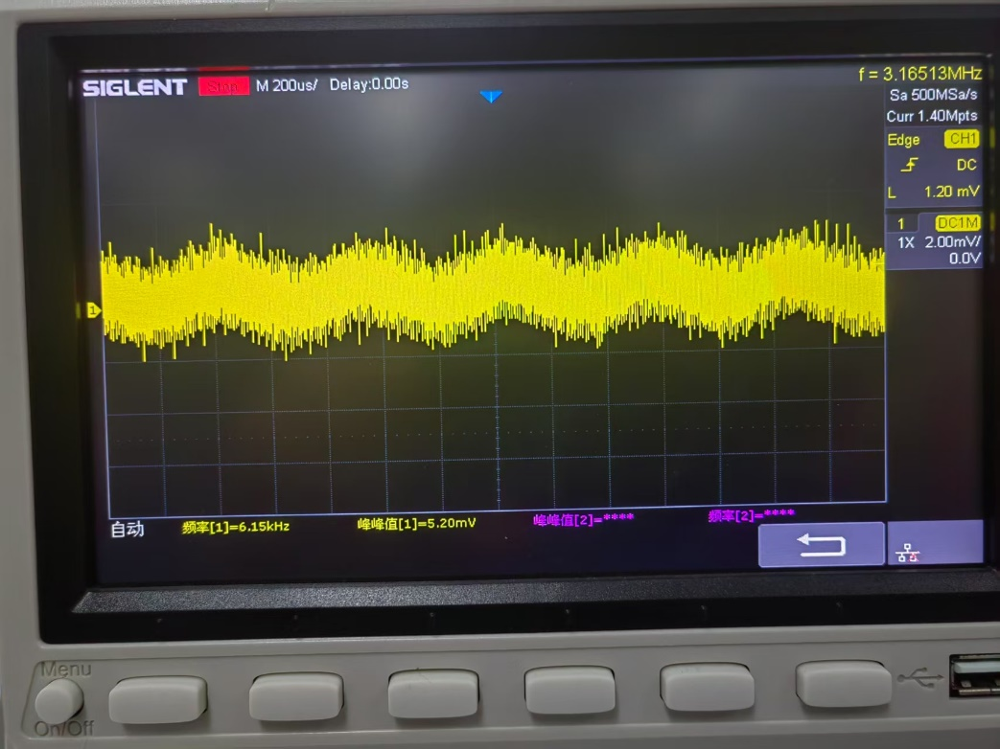 SIGLENT Stop M 200us/ Delay:0.00s f = 3.16513MHz
Sa 500MSa/s
Curr 1.40Mpts
Edge CH1
DC
L 1.20 mV
1 DC1M
1X 2.00mV/
0.0V
1
自动 频率[1]=6.15kHz 峰峰值[1]=5.20mV 峰峰值[2]=**** 频率[2]=****
Menu
On/Off